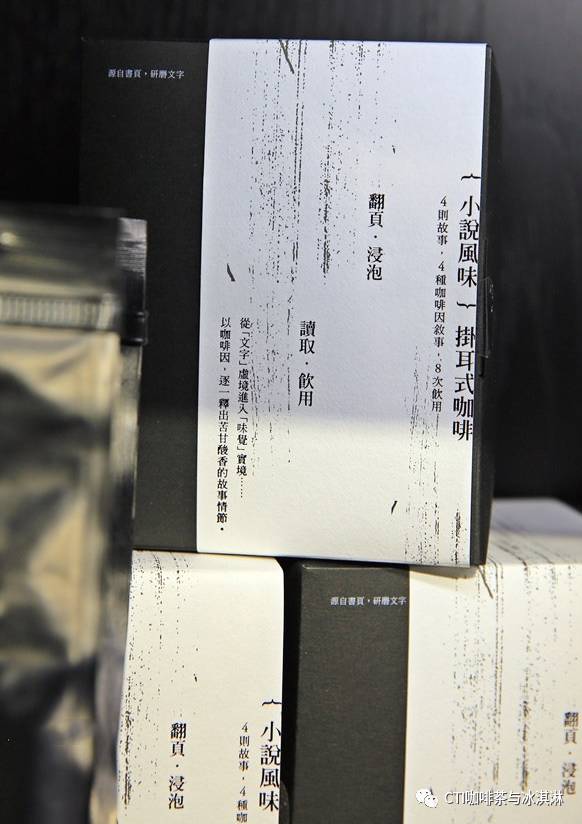 源自書頁，研磨文字
{小說風味} 掛耳式咖啡
4則故事，4種咖啡因敘事，8次飲用
翻頁．浸泡
讀取．飲用
從「文字」虛境進入「味覺」實境……
以咖啡因，逐一釋出苦甘酸香的故事情節。
{小說風味
4則故事，4種咖
翻頁．浸泡
源自書頁，研磨文字
翻頁．浸泡
CTI咖啡茶与冰淇淋